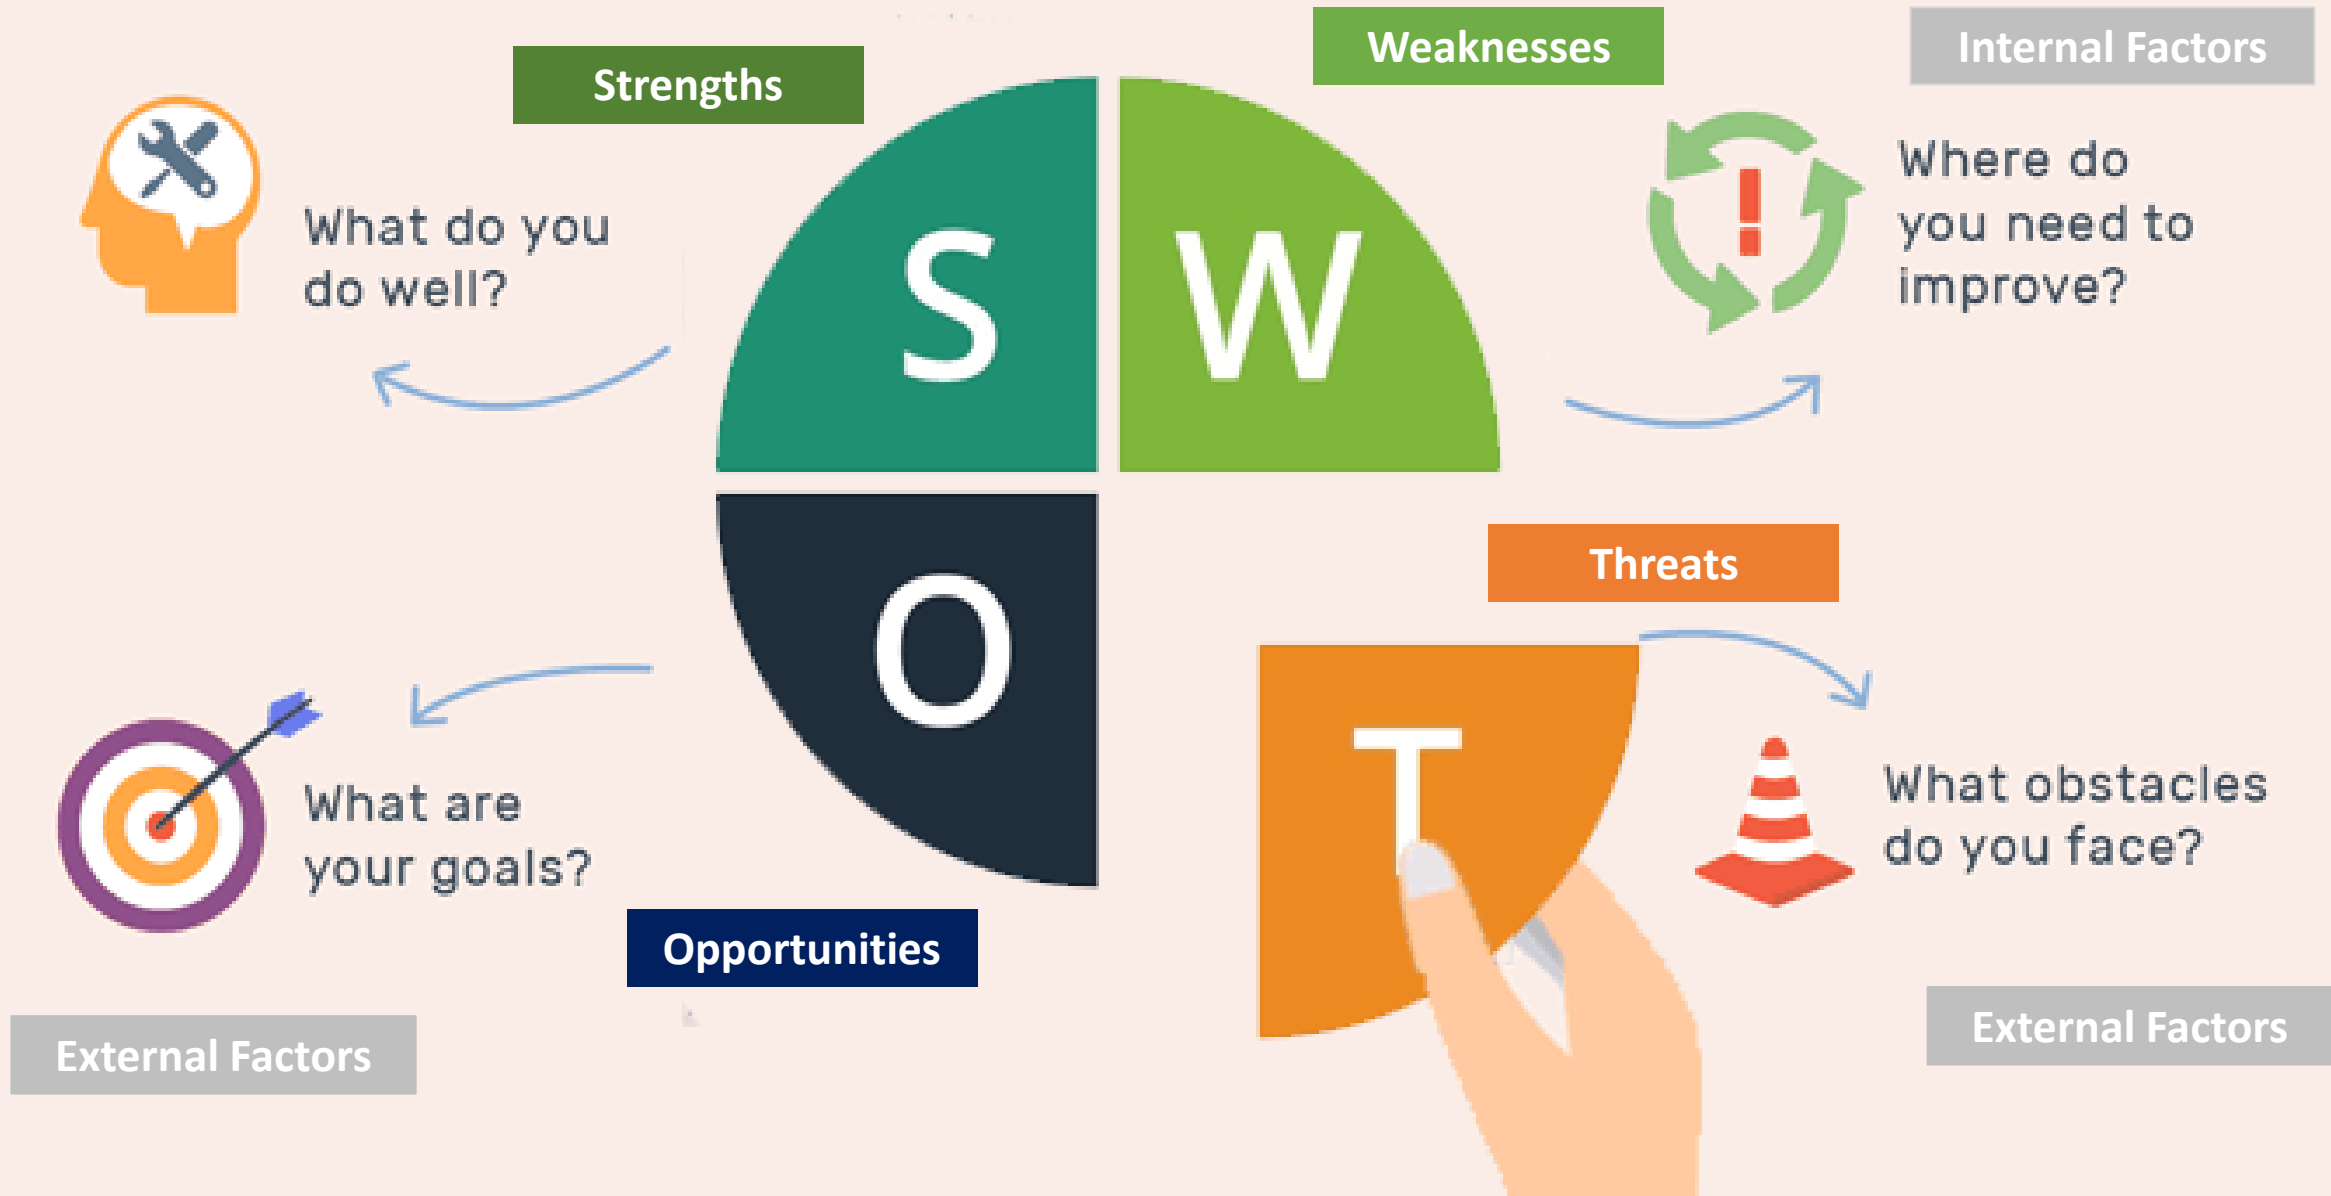 Strengths
Weaknesses
Internal Factors
What do you
do well?
S
W
Where do
you need to
improve?
O
Threats
T
What are
your goals?
What obstacles
do you face?
Opportunities
External Factors
External Factors